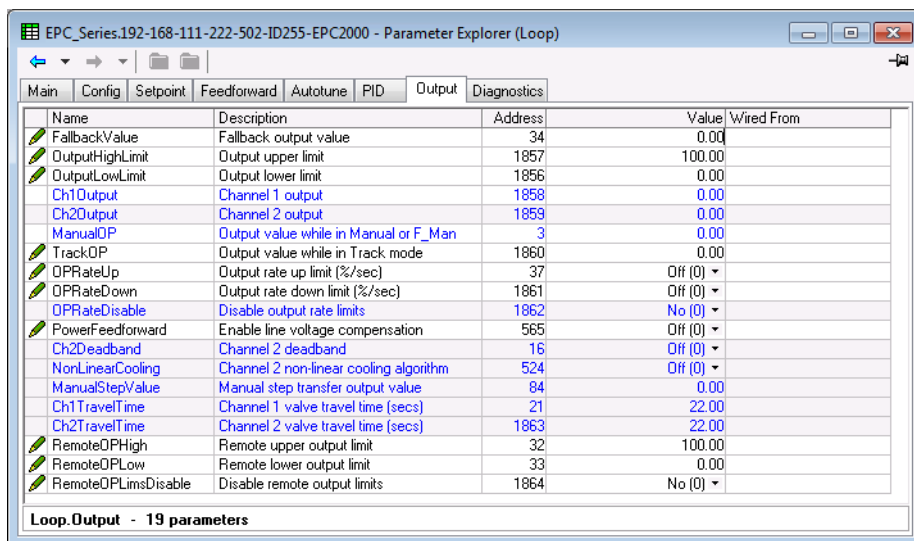 EPC_Series.192-168-111-222-502-ID255-EPC2000 - Parameter Explorer (Loop)
Main Config Setpoint Feedforward Autotune PID Output Diagnostics
Name Description Address Value Wired From
FallbackValue Fallback output value 34 0.00
OutputHighLimit Output upper limit 1857 100.00
OutputLowLimit Output lower limit 1856 0.00
Ch1Output Channel 1 output 1858 0.00
Ch2Output Channel 2 output 1859 0.00
ManualOP Output value while in Manual or F_Man 3 0.00
TrackOP Output value while in Track mode 1860 0.00
OPRateUp Output rate up limit (%/sec) 37 Off (0)
OPRateDown Output rate down limit (%/sec) 1861 Off (0)
OPRateDisable Disable output rate limits 1862 No (0)
PowerFeedforward Enable line voltage compensation 565 Off (0)
Ch2Deadband Channel 2 deadband 16 Off (0)
NonLinearCooling Channel 2 non-linear cooling algorithm 524 Off (0)
ManualStepValue Manual step transfer output value 84 0.00
Ch1TravelTime Channel 1 valve travel time (secs) 21 22.00
Ch2TravelTime Channel 2 valve travel time (secs) 1863 22.00
RemoteOPHigh Remote upper output limit 32 100.00
RemoteOPLow Remote lower output limit 33 0.00
RemoteOPLimsDisable Disable remote output limits 1864 No (0)
Loop.Output - 19 parameters